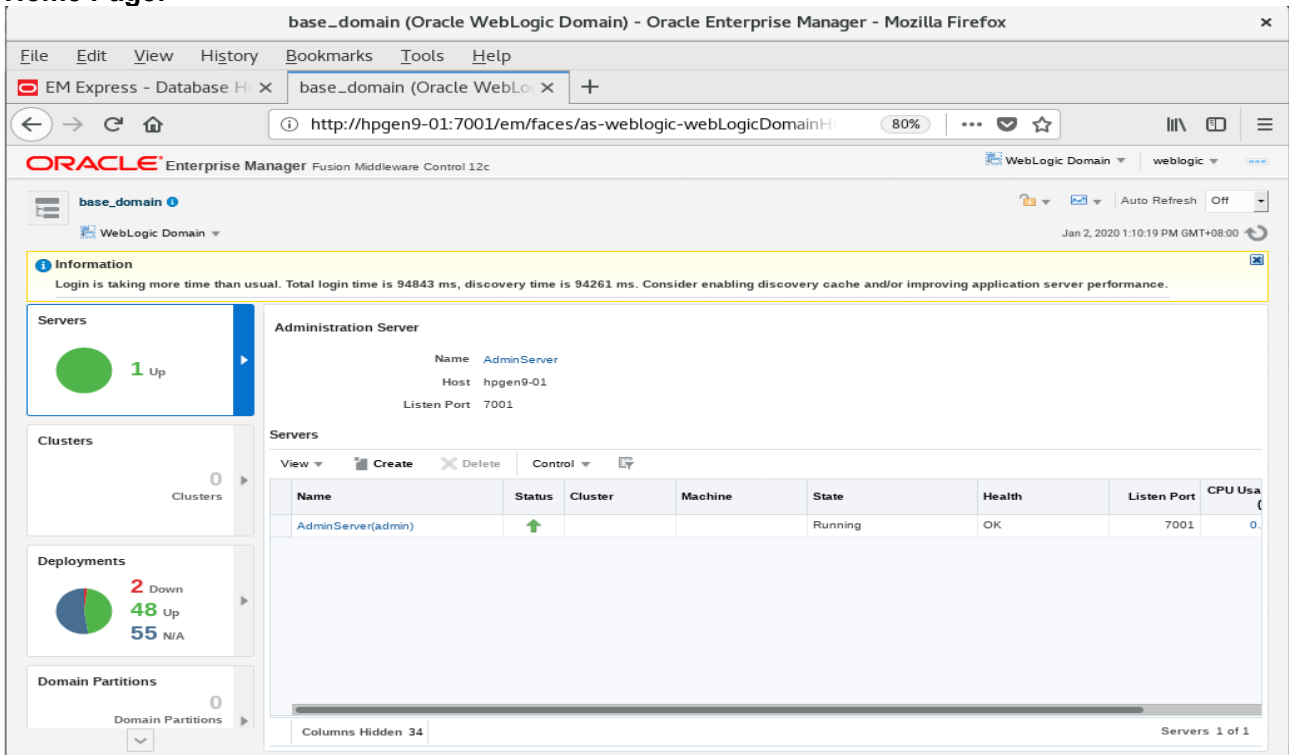 Home Page:
base_domain (Oracle WebLogic Domain) - Oracle Enterprise Manager - Mozilla Firefox ×
File Edit View History Bookmarks Tools Help
EM Express - Database H × base_domain (Oracle WebLo × +
http://hpgen9-01:7001/em/faces/as-weblogic-webLogicDomainH 80% ...
ORACLE Enterprise Manager Fusion Middleware Control 12c WebLogic Domain weblogic
base_domain Auto Refresh Off
WebLogic Domain Jan 2, 2020 1:10:19 PM GMT+08:00
Information
Login is taking more time than usual. Total login time is 94843 ms, discovery time is 94261 ms. Consider enabling discovery cache and/or improving application server performance.
Servers
1 Up
Clusters
0
Clusters
Deployments
2 Down
48 Up
55 N/A
Domain Partitions
0
Domain Partitions
Administration Server
Name AdminServer
Host hpgen9-01
Listen Port 7001
Servers
View Create Delete Control
Name Status Cluster Machine State Health Listen Port CPU Usa
(
AdminServer(admin) Running OK 7001 0.
Columns Hidden 34 Servers 1 of 1